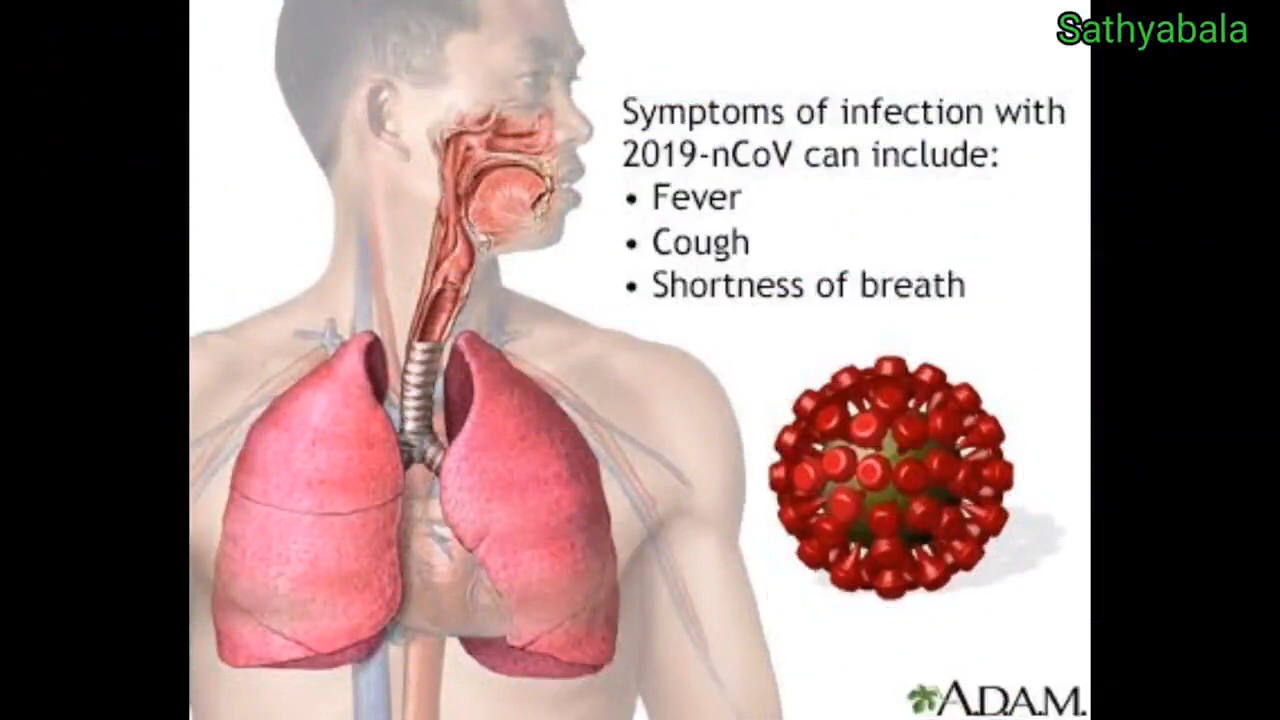 Sathyabala
Symptoms of infection with
2019-nCoV can include:
• Fever
• Cough
• Shortness of breath
A.D.A.M.